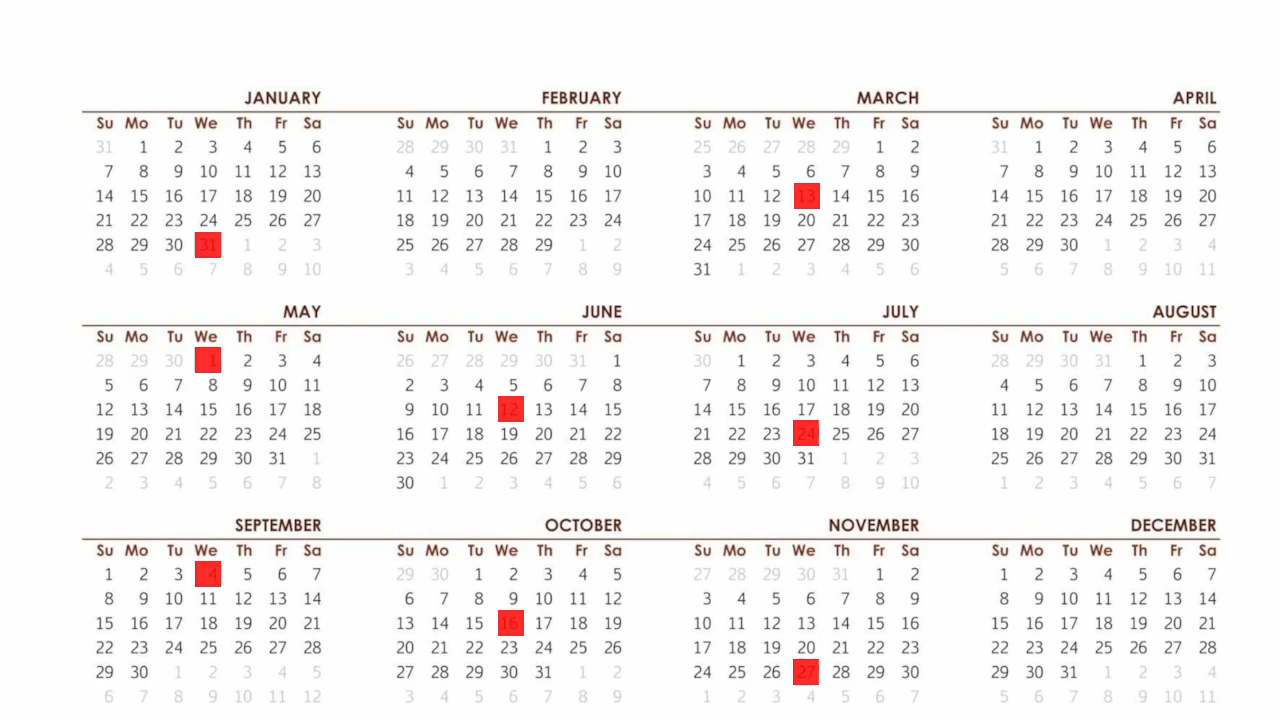 JANUARY FEBRUARY MARCH APRIL
Su Mo Tu We Th Fr Sa Su Mo Tu We Th Fr Sa Su Mo Tu We Th Fr Sa Su Mo Tu We Th Fr Sa
31 1 2 3 4 5 6 28 29 30 31 1 2 3 25 26 27 28 29 1 2 31 1 2 3 4 5 6
7 8 9 10 11 12 13 4 5 6 7 8 9 10 3 4 5 6 7 8 9 7 8 9 10 11 12 13
14 15 16 17 18 19 20 11 12 13 14 15 16 17 10 11 12 13 14 15 16 14 15 16 17 18 19 20
21 22 23 24 25 26 27 18 19 20 21 22 23 24 17 18 19 20 21 22 23 21 22 23 24 25 26 27
28 29 30 31 1 2 3 25 26 27 28 29 1 2 24 25 26 27 28 29 30 28 29 30 1 2 3 4
4 5 6 7 8 9 10 3 4 5 6 7 8 9 31 1 2 3 4 5 6 5 6 7 8 9 10 11
MAY JUNE JULY AUGUST
Su Mo Tu We Th Fr Sa Su Mo Tu We Th Fr Sa Su Mo Tu We Th Fr Sa Su Mo Tu We Th Fr Sa
28 29 30 1 2 3 4 26 27 28 29 30 31 1 30 1 2 3 4 5 6 28 29 30 31 1 2 3
5 6 7 8 9 10 11 2 3 4 5 6 7 8 7 8 9 10 11 12 13 4 5 6 7 8 9 10
12 13 14 15 16 17 18 9 10 11 12 13 14 15 14 15 16 17 18 19 20 11 12 13 14 15 16 17
19 20 21 22 23 24 25 16 17 18 19 20 21 22 21 22 23 24 25 26 27 18 19 20 21 22 23 24
26 27 28 29 30 31 1 23 24 25 26 27 28 29 28 29 30 31 1 2 3 25 26 27 28 29 30 31
2 3 4 5 6 7 8 30 1 2 3 4 5 6 4 5 6 7 8 9 10 1 2 3 4 5 6 7
SEPTEMBER OCTOBER NOVEMBER DECEMBER
Su Mo Tu We Th Fr Sa Su Mo Tu We Th Fr Sa Su Mo Tu We Th Fr Sa Su Mo Tu We Th Fr Sa
1 2 3 4 5 6 7 29 30 1 2 3 4 5 27 28 29 30 31 1 2 1 2 3 4 5 6 7
8 9 10 11 12 13 14 6 7 8 9 10 11 12 3 4 5 6 7 8 9 8 9 10 11 12 13 14
15 16 17 18 19 20 21 13 14 15 16 17 18 19 10 11 12 13 14 15 16 15 16 17 18 19 20 21
22 23 24 25 26 27 28 20 21 22 23 24 25 26 17 18 19 20 21 22 23 22 23 24 25 26 27 28
29 30 1 2 3 4 5 27 28 29 30 31 1 2 24 25 26 27 28 29 30 29 30 31 1 2 3 4
6 7 8 9 10 11 12 3 4 5 6 7 8 9 1 2 3 4 5 6 7 5 6 7 8 9 10 11